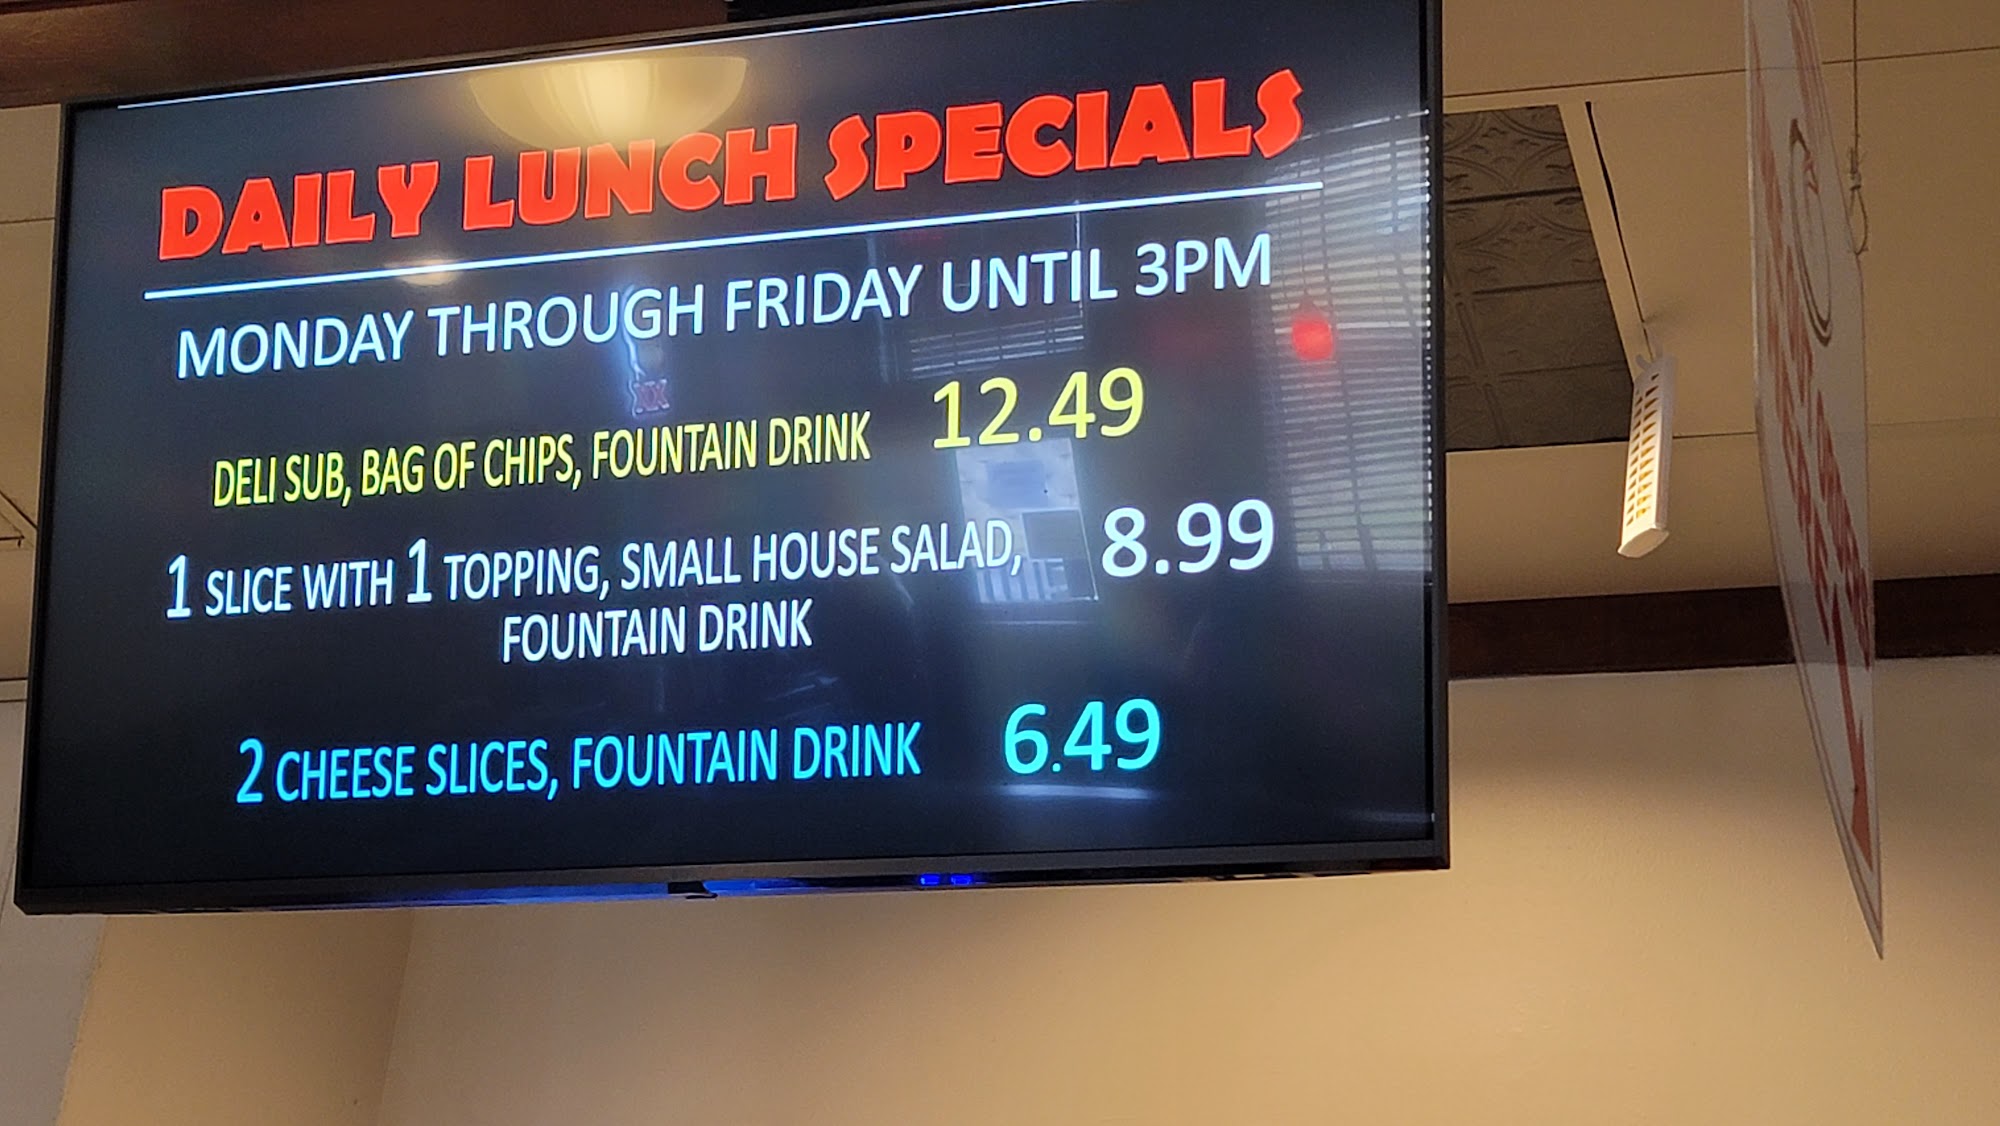 DAILY LUNCH SPECIALS
MONDAY THROUGH FRIDAY UNTIL 3PM
DELI SUB, BAG OF CHIPS, FOUNTAIN DRINK 12.49
1 SLICE WITH 1 TOPPING, SMALL HOUSE SALAD, 8.99
FOUNTAIN DRINK
2 CHEESE SLICES, FOUNTAIN DRINK 6.49